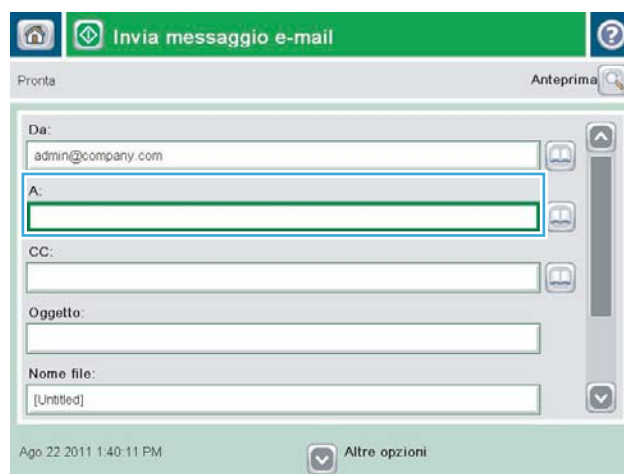 Invia messaggio e-mail
Pronta
Anteprima
Da:
admin@company.com
A:
CC:
Oggetto:
Nome file:
[Untitled]
Ago 22 2011 1:40:11 PM
Altre opzioni